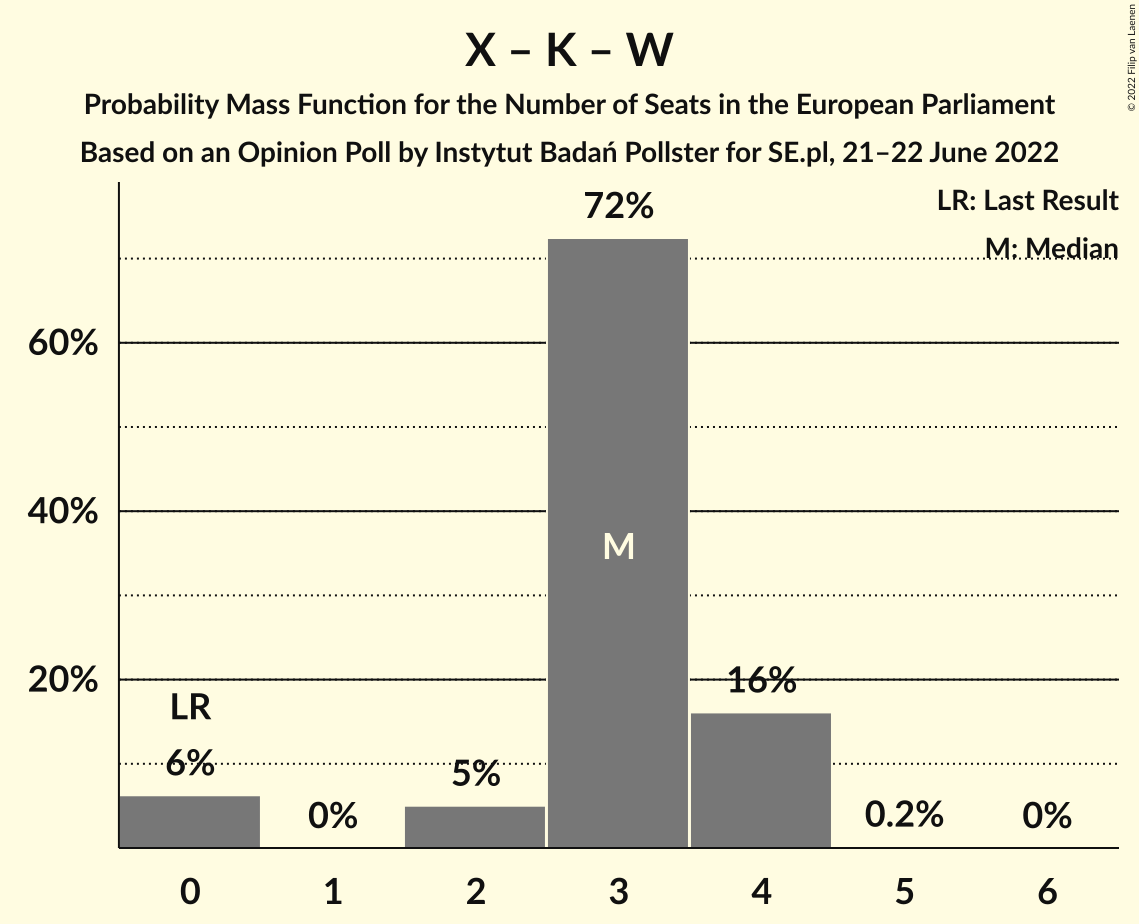 X – K – W
Probability Mass Function for the Number of Seats in the European Parliament
Based on an Opinion Poll by Instytut Badań Pollster for SE.pl, 21–22 June 2022
© 2022 Filip van Laenen
LR: Last Result
M: Median
72%
60%
M
40%
20%
16%
LR
6%
5%
0%
0.2%
0%
0 1 2 3 4 5 6